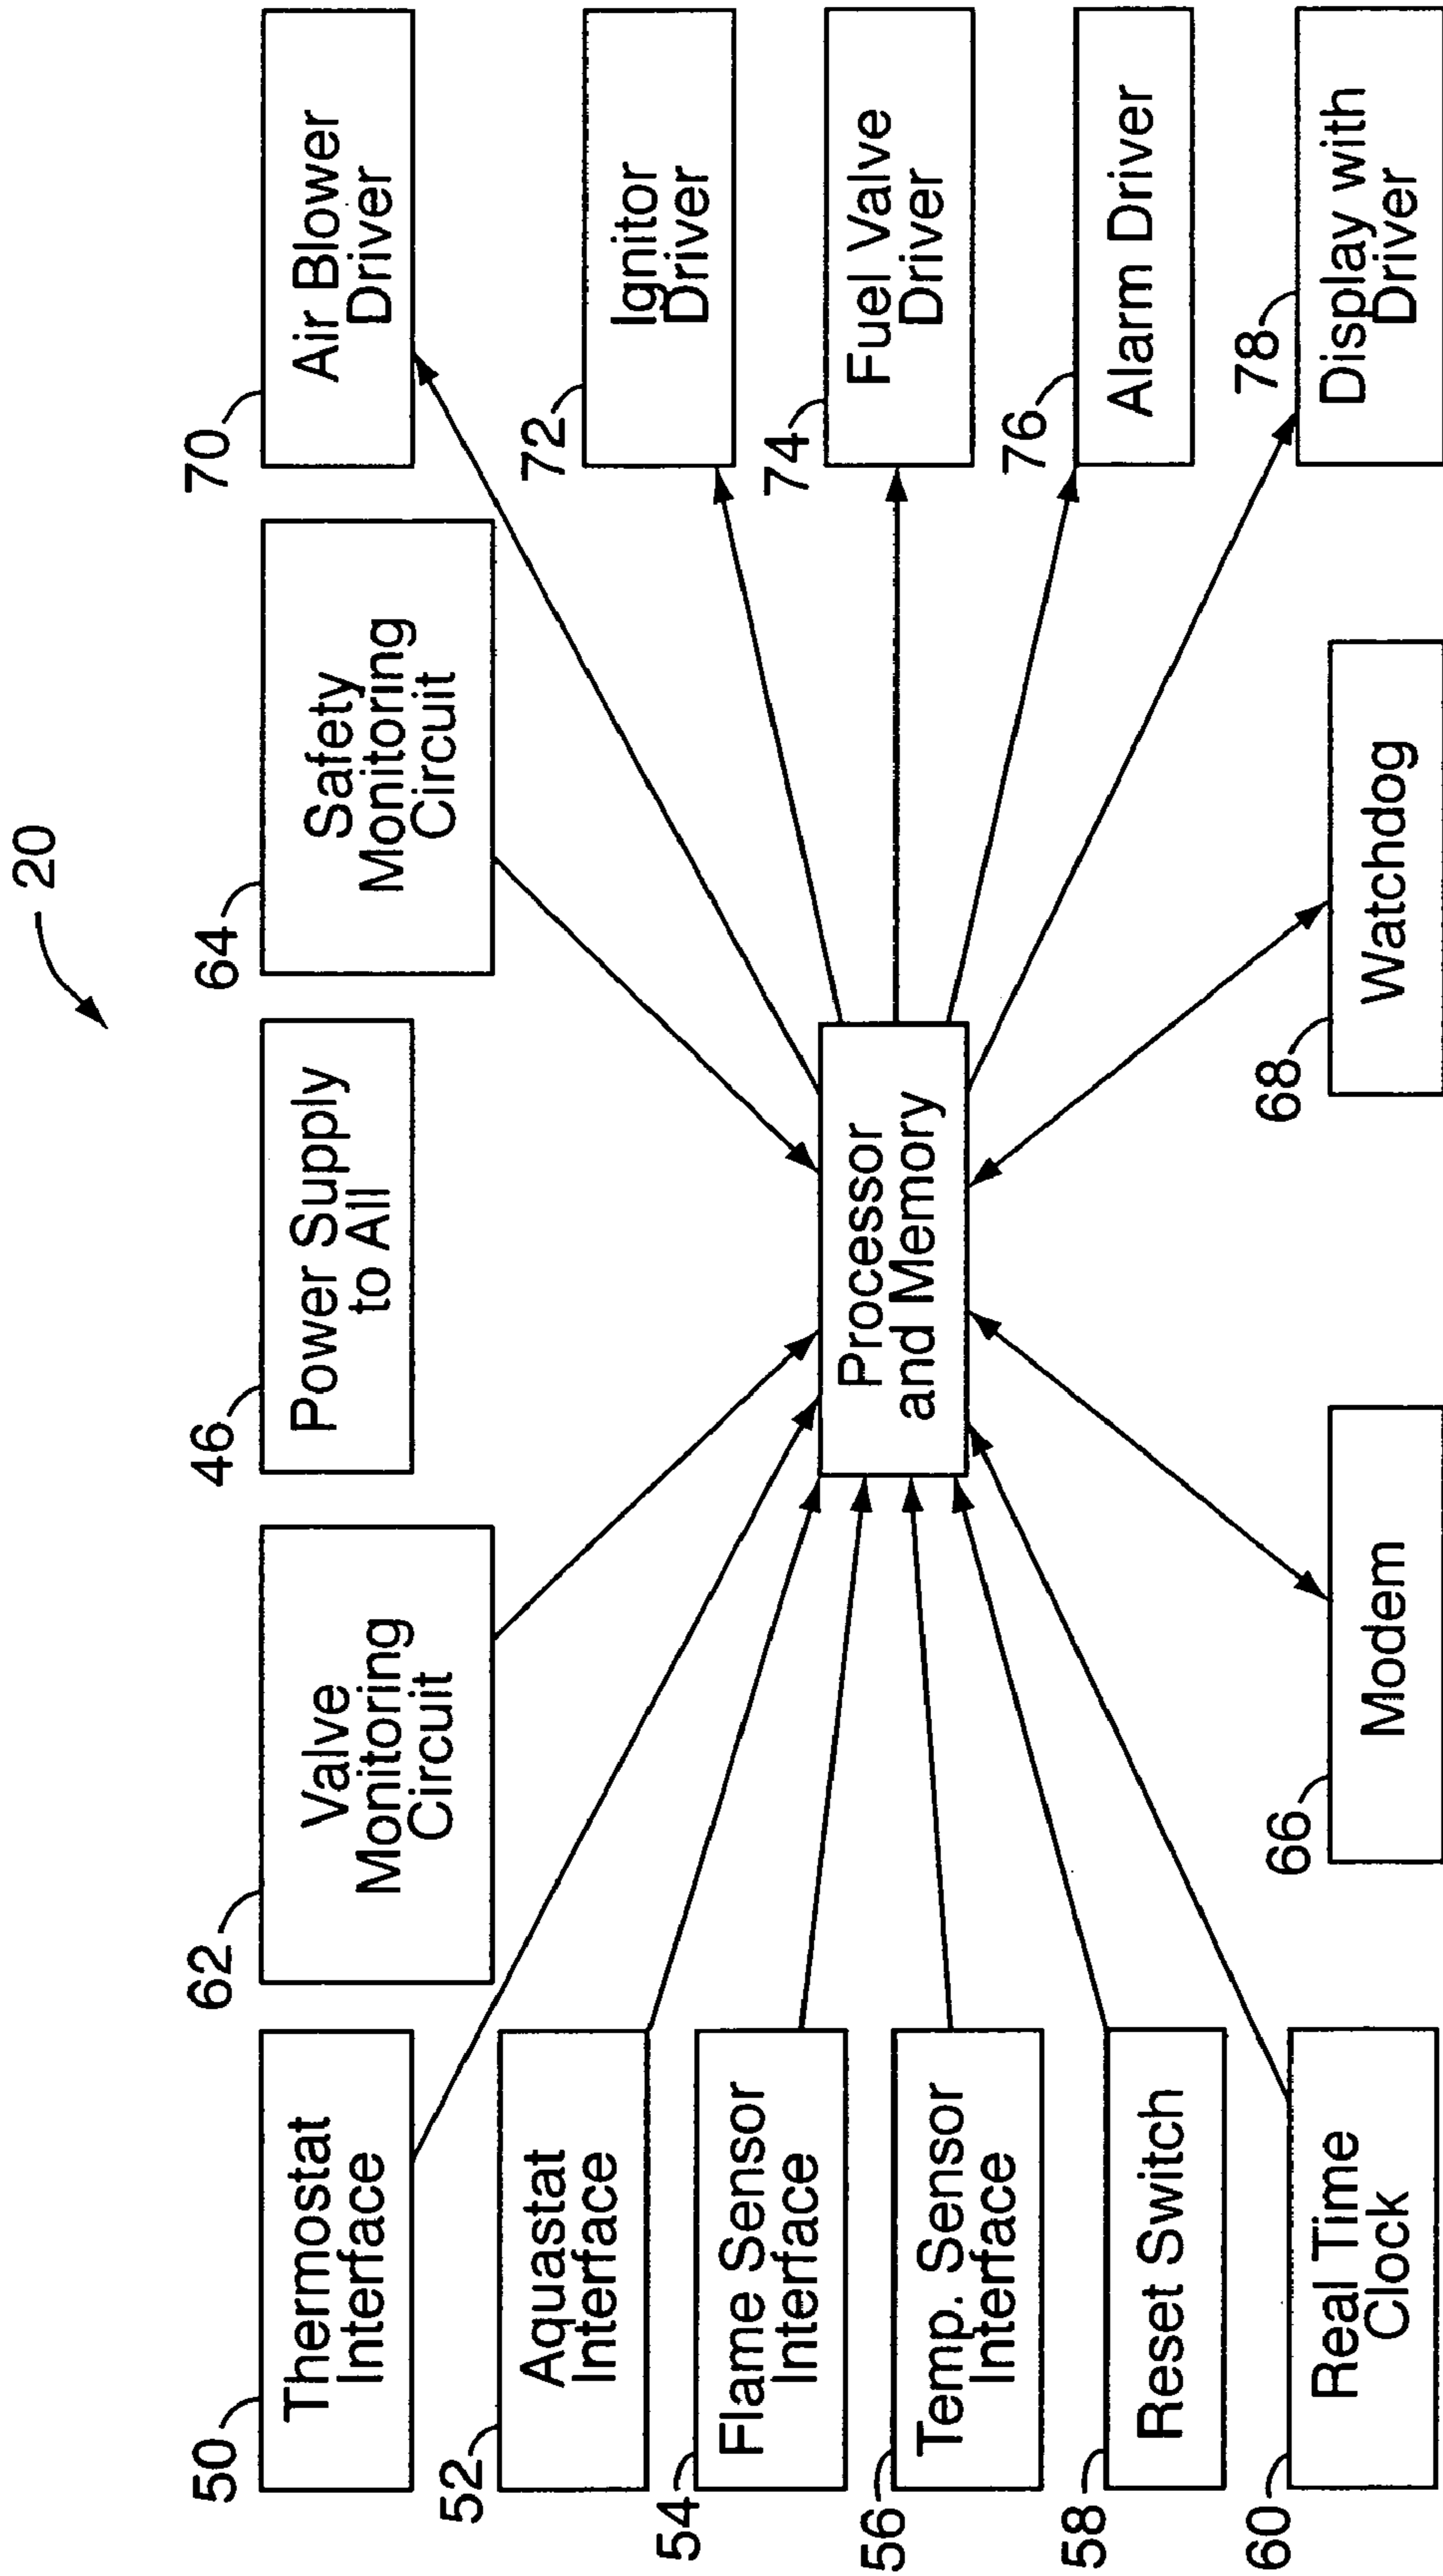 20
50
Thermostat
Interface
62
Valve
Monitoring
Circuit
46
Power Supply
to All
64
Safety
Monitoring
Circuit
70
Air Blower
Driver
52
Aquastat
Interface
72
Ignitor
Driver
54
Flame Sensor
Interface
Processor
and Memory
74
Fuel Valve
Driver
56
Temp. Sensor
Interface
76
Alarm Driver
58
Reset Switch
60
Real Time
Clock
66
Modem
68
Watchdog
78
Display with
Driver